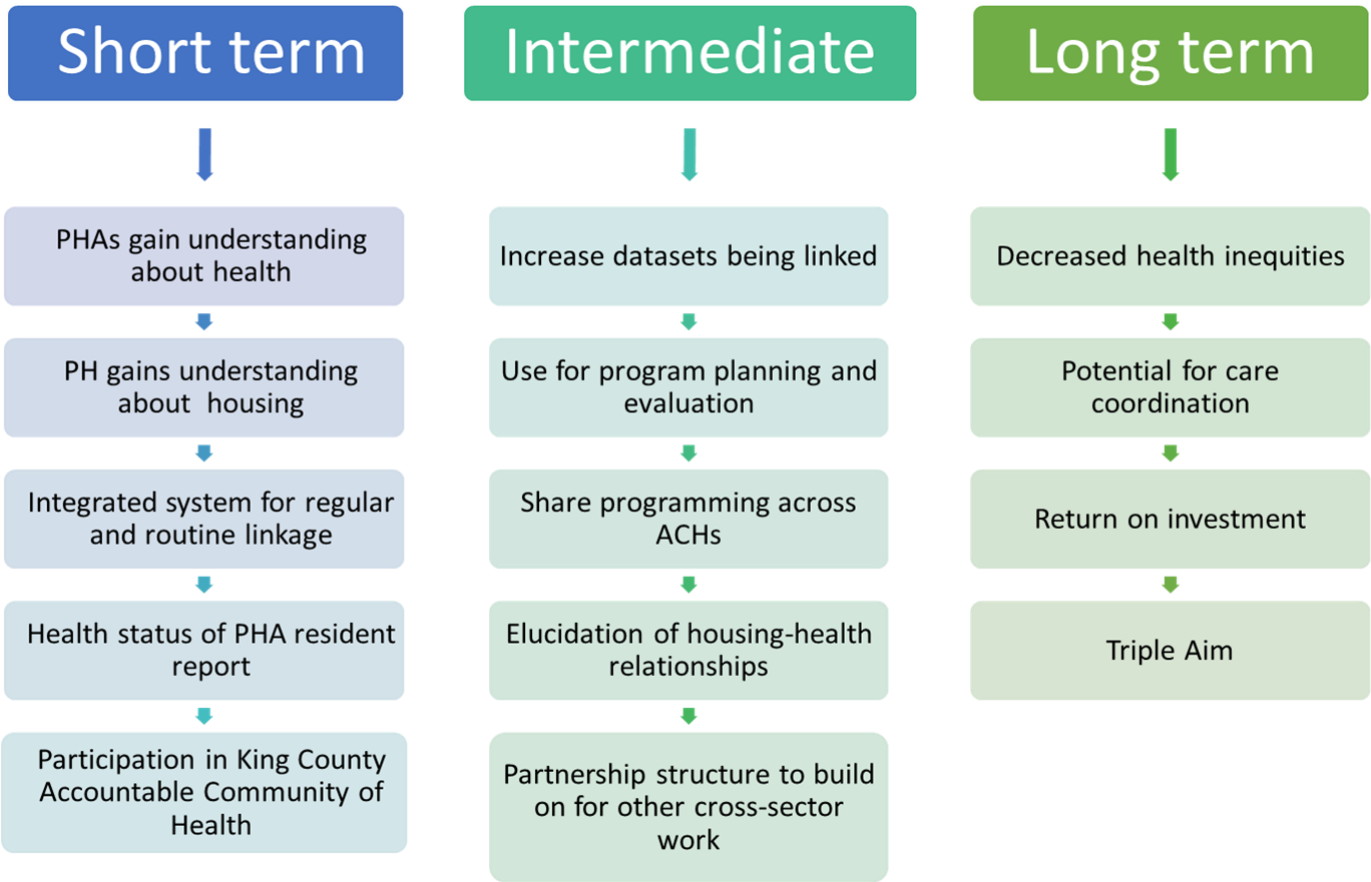 Short term
PHAs gain understanding
about health
PH gains understanding
about housing
Integrated system for regular
and routine linkage
Health status of PHA resident
report
Participation in King County
Accountable Community of
Health
Intermediate
Increase datasets being linked
Use for program planning and
evaluation
Share programming across
ACHs
Elucidation of housing-health
relationships
Partnership structure to build
on for other cross-sector
work
Long term
Decreased health inequities
Potential for care
coordination
Return on investment
Triple Aim